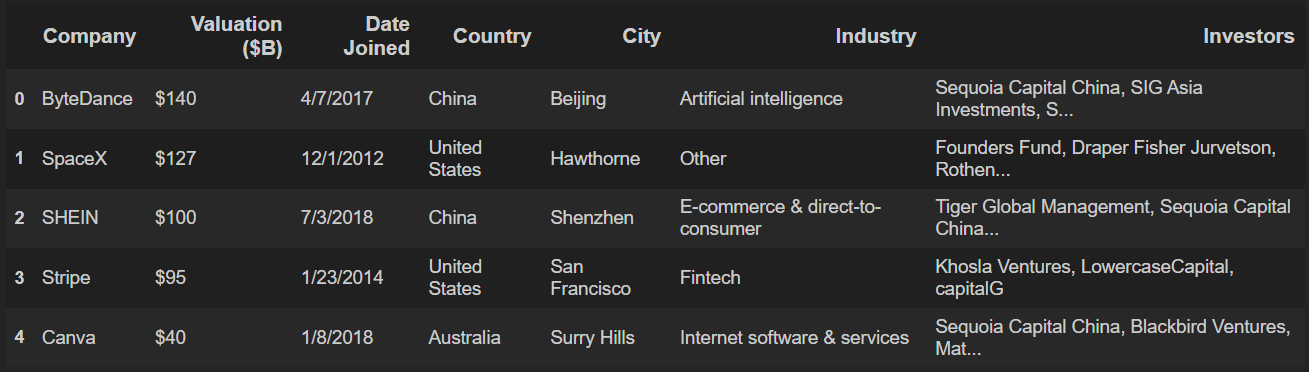 Company Valuation ($B) Date Joined Country City Industry Investors
0 ByteDance $140 4/7/2017 China Beijing Artificial intelligence Sequoia Capital China, SIG Asia Investments, S...
1 SpaceX $127 12/1/2012 United States Hawthorne Other Founders Fund, Draper Fisher Jurvetson, Rothen...
2 SHEIN $100 7/3/2018 China Shenzhen E-commerce & direct-to-consumer Tiger Global Management, Sequoia Capital China...
3 Stripe $95 1/23/2014 United States San Francisco Fintech Khosla Ventures, LowercaseCapital, capitalG
4 Canva $40 1/8/2018 Australia Surry Hills Internet software & services Sequoia Capital China, Blackbird Ventures, Mat...